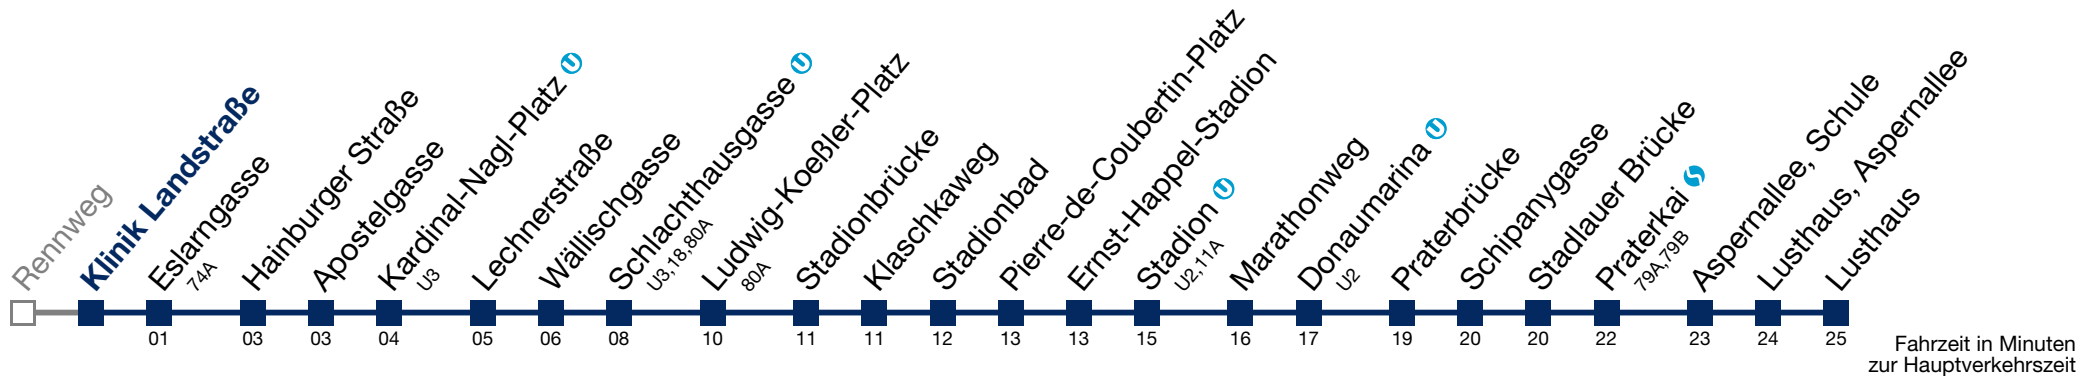 Rennweg
Klinik Landstraße
Eslarngasse
74A
Hainburger Straße
Apostelgasse
Kardinal-Nagl-Platz U
U3
Lechnerstraße
Wällischgasse
Schlachthausgasse U
U3,18,80A
Ludwig-Koeßler-Platz
80A
Stadionbrücke
Klaschkaweg
Stadionbad
Pierre-de-Coubertin-Platz
Ernst-Happel-Stadion
Stadion U
U2,11A
Marathonweg
Donaumarina U
U2
Praterbrücke
Schipanygasse
Stadlauer Brücke
Praterkai S
79A,79B
Aspernallee, Schule
Lusthaus, Aspernallee
Lusthaus
01 03 03 04 05 06 08 10 11 11 12 13 13 15 16 17 19 20 20 22 23 24 25
Fahrzeit in Minuten
zur Hauptverkehrszeit